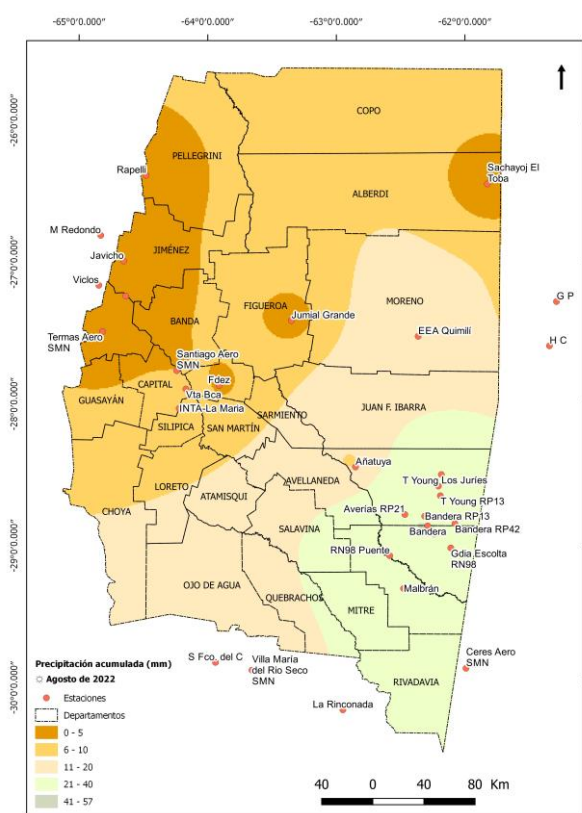 -65°0'0.000" -64°0'0.000" -63°0'0.000" -62°0'0.000"
-26°0'0.000"
-27°0'0.000"
-28°0'0.000"
-29°0'0.000"
-30°0'0.000"
COPO
PELLEGRINI
Rapelli
Sachayoj El
Toba
ALBERDI
M Redondo
JIMÉNEZ
Javicho
Viclos
FIGUEROA
MORENO
G P
BANDA
Jumial Grande
Termas Aero
SMN
EEA Quimilí
H C
Santiago Aero
SMN
CAPITAL
Fdez
GUASAYÁN
Vta Bca
INTA-La Maria
SARMIENTO
JUAN F. IBARRA
SILIPICA
SAN MARTÍN
Añatuya
LORETO
AVELLANEDA
T Young Los Juríes
ATAMISQUI
T Young RP13
CHOYA
Averías RP21
Bandera RP13
SALAVINA
Bandera
Bandera RP42
RN98 Puente
Gdia Escolta
RN98
OJO DE AGUA
QUEBRACHOS
Malbrán
MITRE
S Fco. del C
Villa María
del Rio Seco
SMN
Ceres Aero
SMN
RIVADAVIA
La Rinconada
Precipitación acumulada (mm)
Agosto de 2022
Estaciones
Departamentos
0 - 5
6 - 10
11 - 20
21 - 40
41 - 57
40 0 40 80 Km